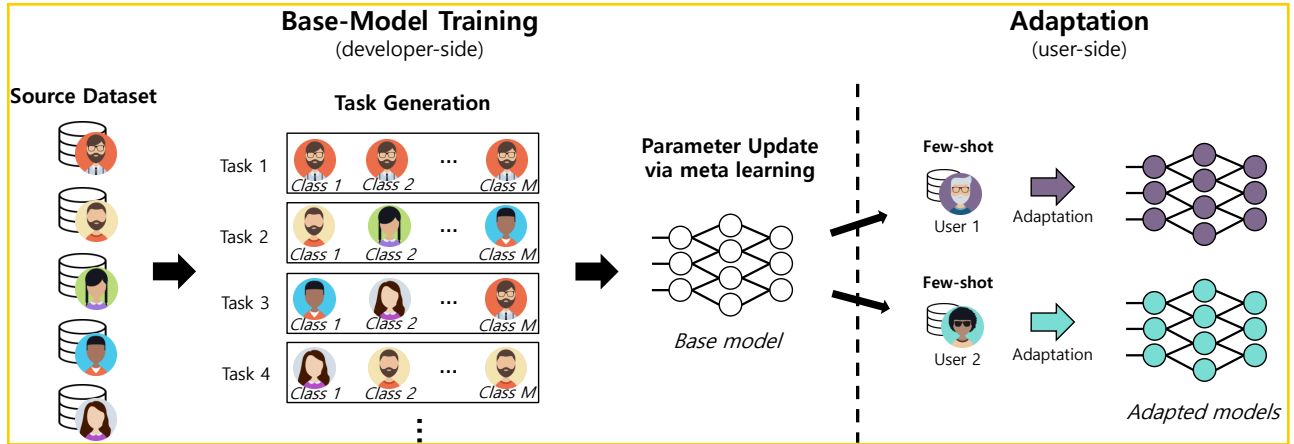 Base-Model Training
(developer-side)
Adaptation
(user-side)
Source Dataset
Task Generation
Task 1
Class 1 Class 2 ... Class M
Task 2
Class 1 Class 2 ... Class M
Task 3
Class 1 Class 2 ... Class M
Task 4
Class 1 Class 2 ... Class M
⋮
Parameter Update
via meta learning
Base model
Few-shot
User 1
Adaptation
Few-shot
User 2
Adaptation
Adapted models